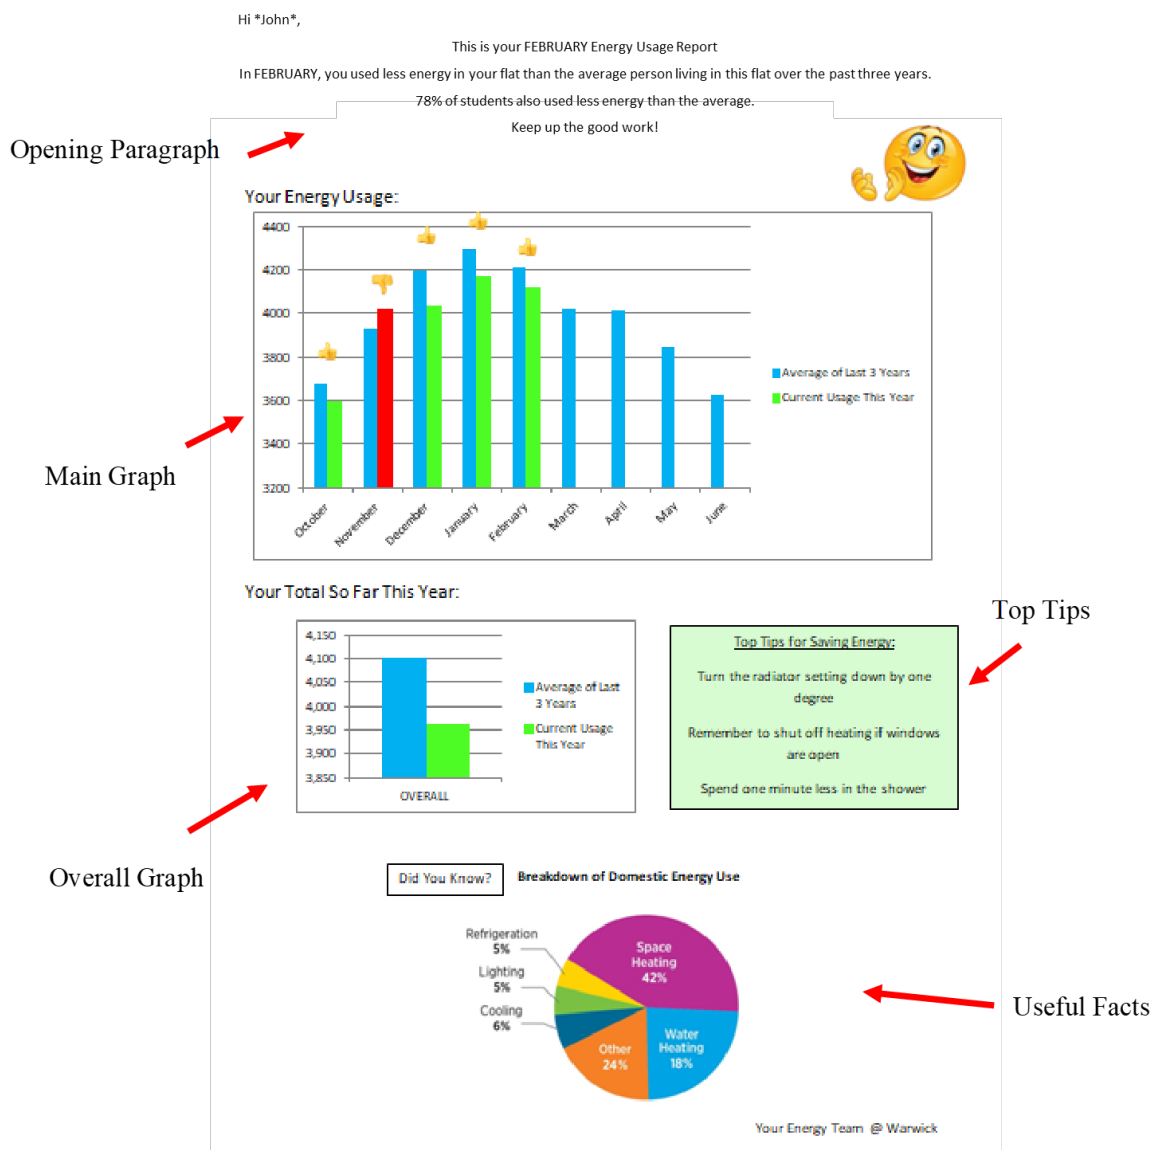 Hi *John*,
This is your FEBRUARY Energy Usage Report
In FEBRUARY, you used less energy in your flat than the average person living in this flat over the past three years.
78% of students also used less energy than the average.
Keep up the good work!
Opening Paragraph
Your Energy Usage:
4400
4200
4000
3800
3600
3400
3200
October
November
December
January
February
March
April
May
June
Average of Last 3 Years
Current Usage This Year
Main Graph
Your Total So Far This Year:
4,150
4,100
4,050
4,000
3,950
3,900
3,850
OVERALL
Average of Last
3 Years
Current Usage
This Year
Top Tips
Top Tips for Saving Energy:
Turn the radiator setting down by one
degree
Remember to shut off heating if windows
are open
Spend one minute less in the shower
Overall Graph
Did You Know?
Breakdown of Domestic Energy Use
Refrigeration
5%
Lighting
5%
Cooling
6%
Space
Heating
42%
Water
Heating
18%
Other
24%
Useful Facts
Your Energy Team @ Warwick